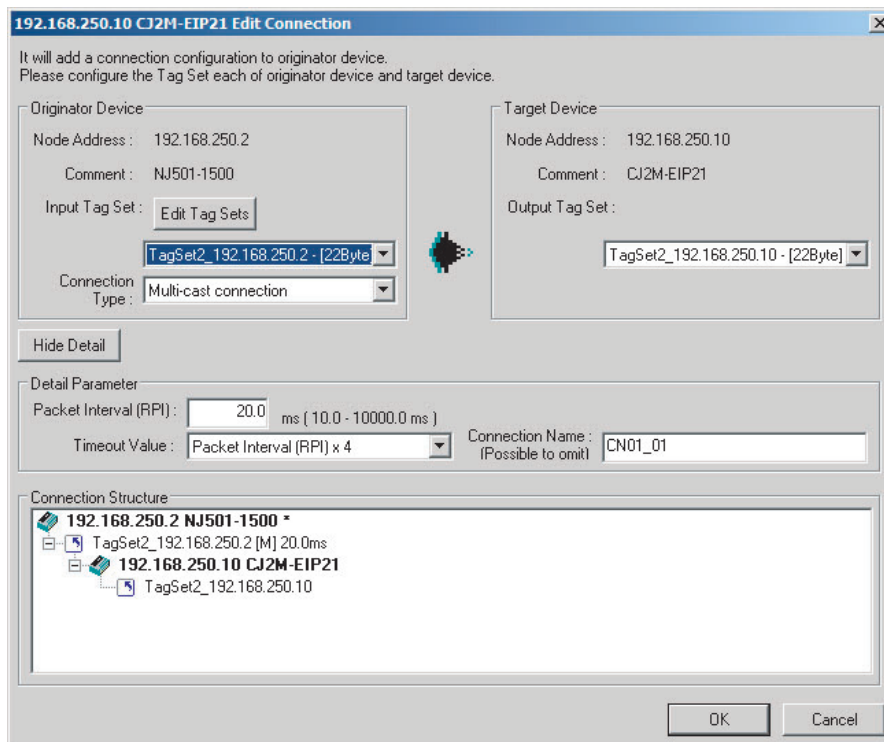 192.168.250.10 CJ2M-EIP21 Edit Connection
It will add a connection configuration to originator device.
Please configure the Tag Set each of originator device and target device.
Originator Device
Node Address : 192.168.250.2
Comment : NJ501-1500
Input Tag Set : Edit Tag Sets
TagSet2_192.168.250.2 - [22Byte]
Connection Type : Multi-cast connection
Target Device
Node Address : 192.168.250.10
Comment : CJ2M-EIP21
Output Tag Set :
TagSet2_192.168.250.10 - [22Byte]
Hide Detail
Detail Parameter
Packet Interval (RPI) : 20.0 ms ( 10.0 - 10000.0 ms )
Timeout Value : Packet Interval (RPI) x 4
Connection Name :
(Possible to omit) CN01_01
Connection Structure
192.168.250.2 NJ501-1500 *
TagSet2_192.168.250.2 [M] 20.0ms
192.168.250.10 CJ2M-EIP21
TagSet2_192.168.250.10
OK Cancel